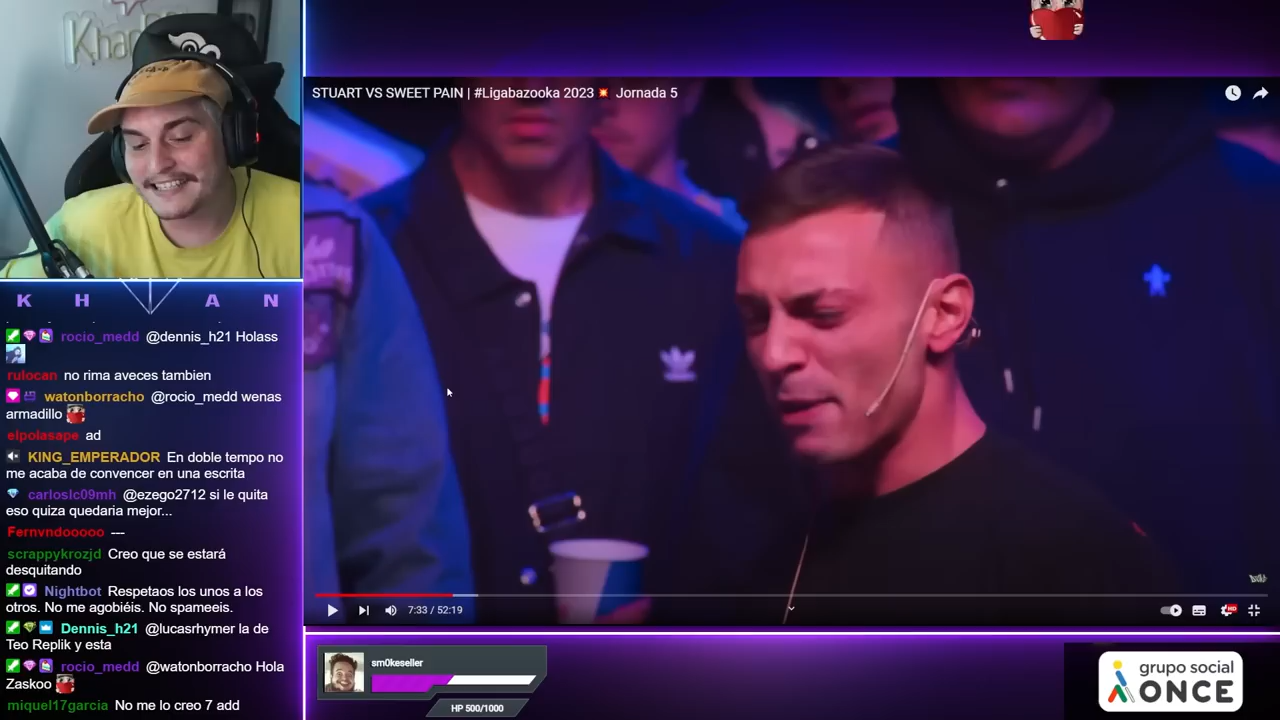 Khan
K H A N
rocio_medd @dennis_h21 Holass
rulocan no rima aveces tambien
watonborracho @rocio_medd wenas
armadillo
elpolasape ad
KING_EMPERADOR En doble tempo no
me acaba de convencer en una escrita
carloslc09mh @ezego2712 si le quita
eso quiza quedaria mejor...
Fernvndooooo ---
scrappykrozjd Creo que se estará
desquitando
Nightbot Respetaos los unos a los
otros. No me agobiéis. No spameeis.
Dennis_h21 @lucasrhymer la de
Teo Replik y esta
rocio_medd @watonborracho Hola
Zaskoo
miquel17garcia No me lo creo 7 add
STUART VS SWEET PAIN | #Ligabazooka 2023 💥 Jornada 5
7:33 / 52:19
HD
sm0keseller
HP 500/1000
grupo social
ONCE